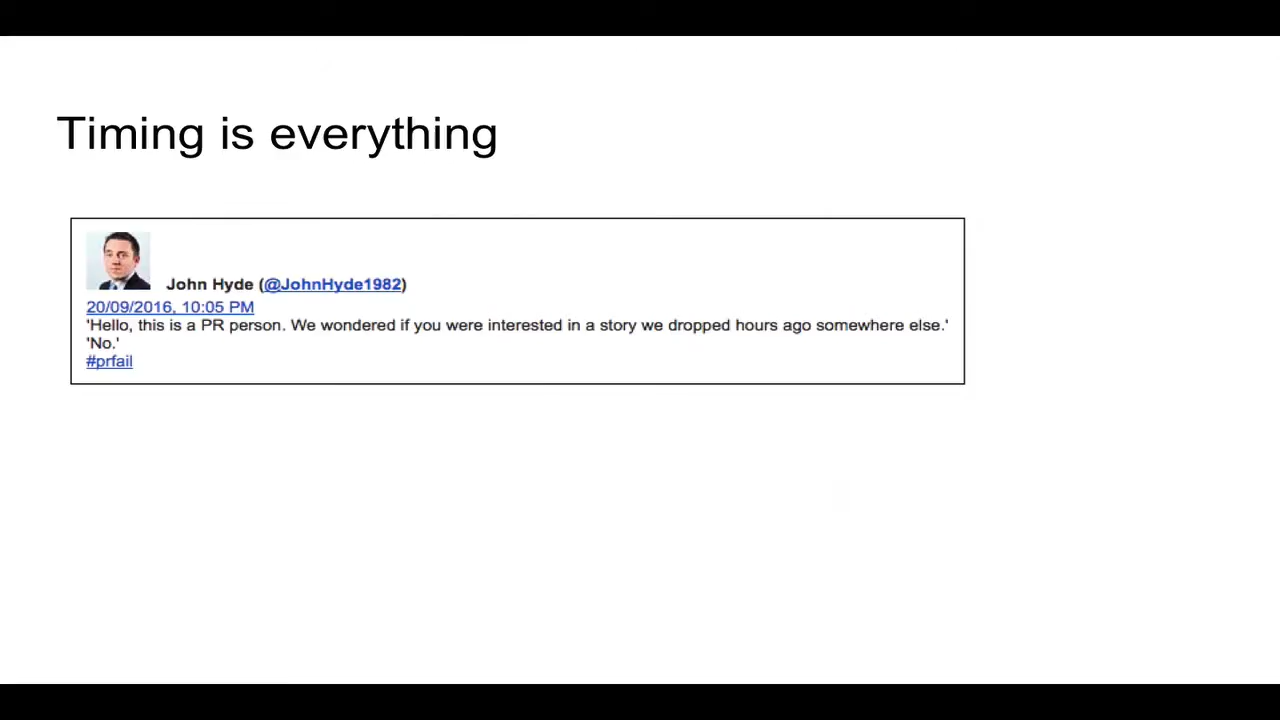 Timing is everything
John Hyde (@JohnHyde1982)
20/09/2016, 10:05 PM
'Hello, this is a PR person. We wondered if you were interested in a story we dropped hours ago somewhere else.'
'No.'
#prfail